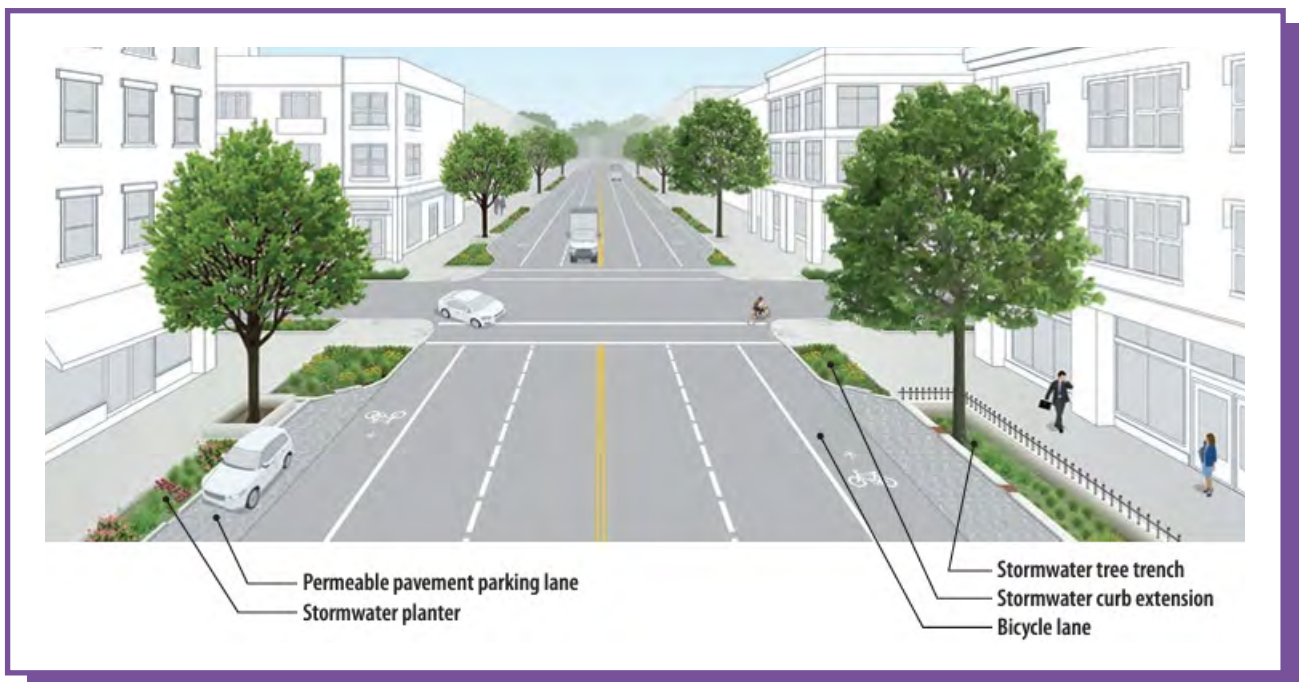 Permeable pavement parking lane
Stormwater planter
Stormwater tree trench
Stormwater curb extension
Bicycle lane